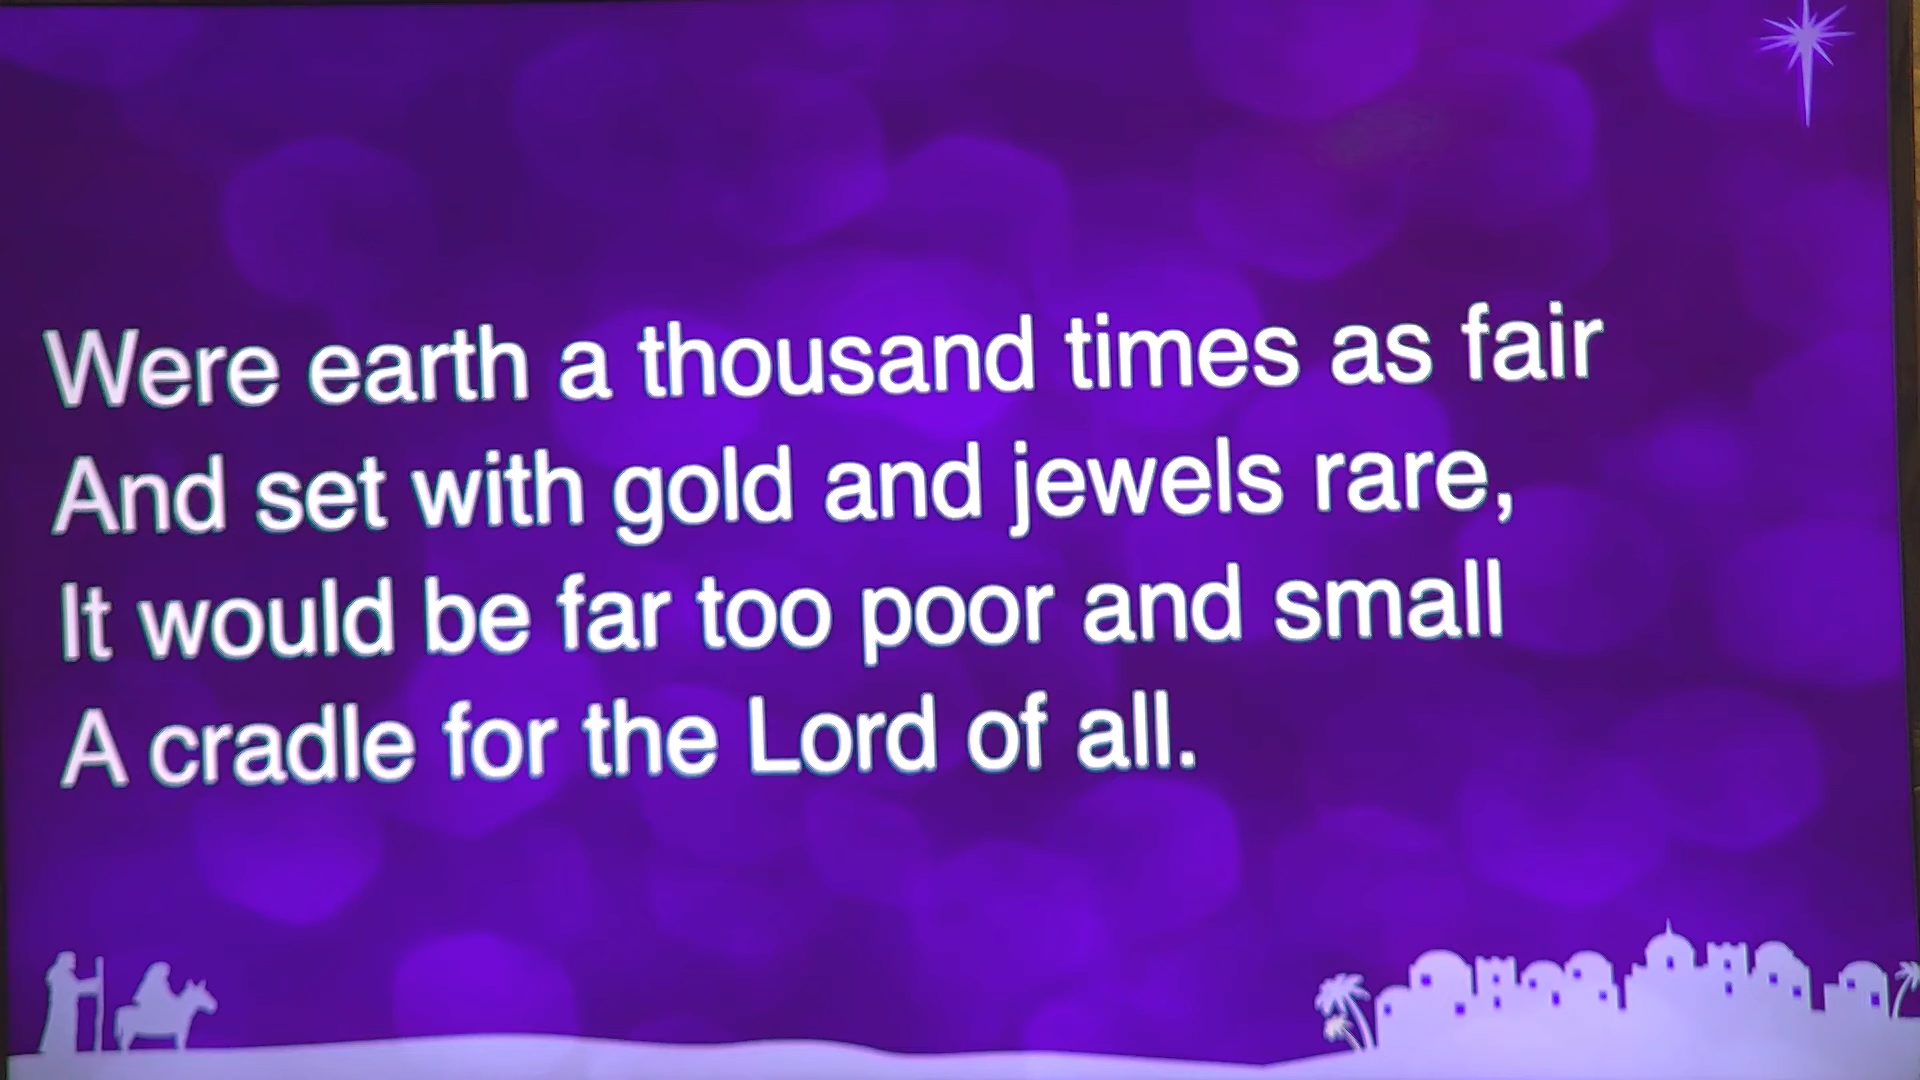 Were earth a thousand times as fair
And set with gold and jewels rare,
It would be far too poor and small
A cradle for the Lord of all.